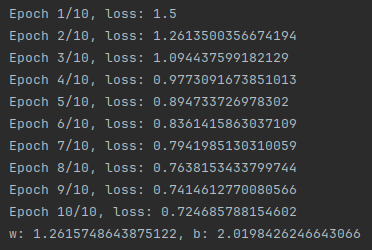 Epoch 1/10, loss: 1.5
Epoch 2/10, loss: 1.2613500356674194
Epoch 3/10, loss: 1.094437599182129
Epoch 4/10, loss: 0.9773091673851013
Epoch 5/10, loss: 0.894733726978302
Epoch 6/10, loss: 0.8361415863037109
Epoch 7/10, loss: 0.7941985130310059
Epoch 8/10, loss: 0.7638153433799744
Epoch 9/10, loss: 0.7414612770080566
Epoch 10/10, loss: 0.724685788154602
w: 1.2615748643875122, b: 2.0198426246643066